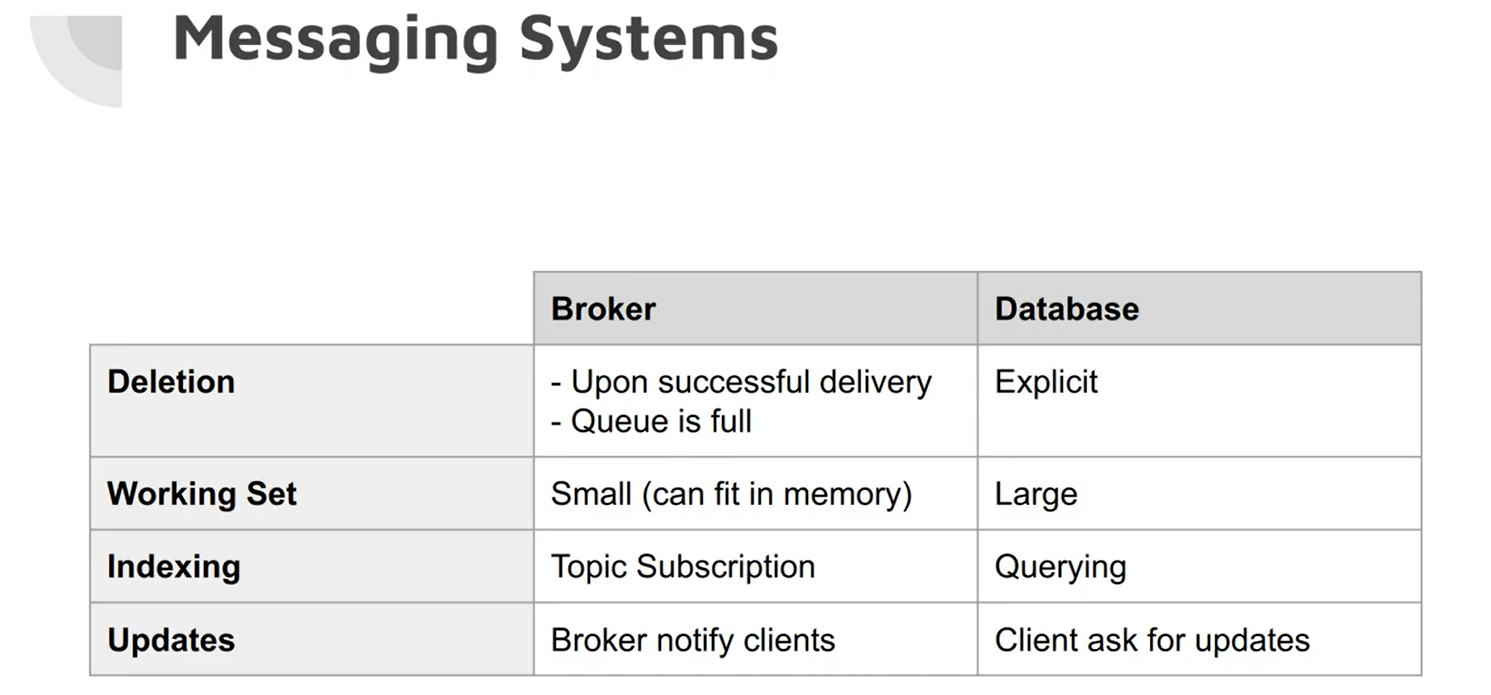 Messaging Systems
Broker
Database
Deletion
- Upon successful delivery
- Queue is full
Explicit
Working Set
Small (can fit in memory)
Large
Indexing
Topic Subscription
Querying
Updates
Broker notify clients
Client ask for updates